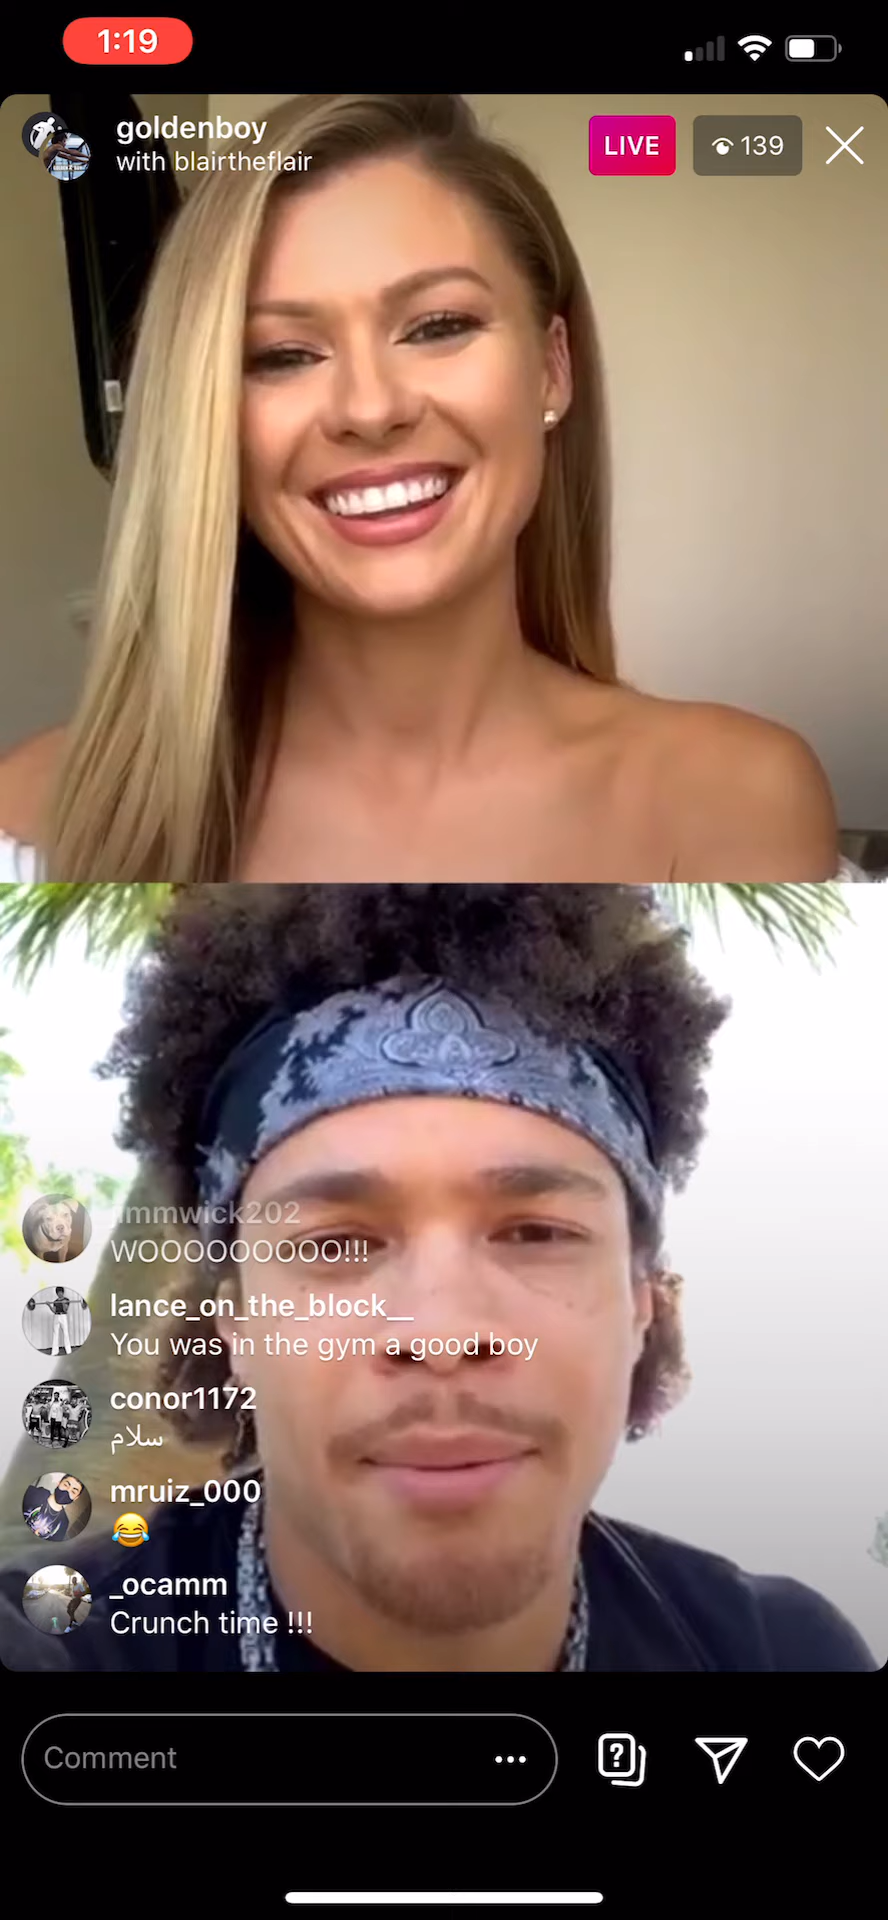 1:19
goldenboy
with blairtheflair
LIVE
139
immwick202
WOOOOOOOOO!!!
lance_on_the_block__
You was in the gym a good boy
conor1172
سلام
mruiz_000
😂
_ocamm
Crunch time !!!
Comment